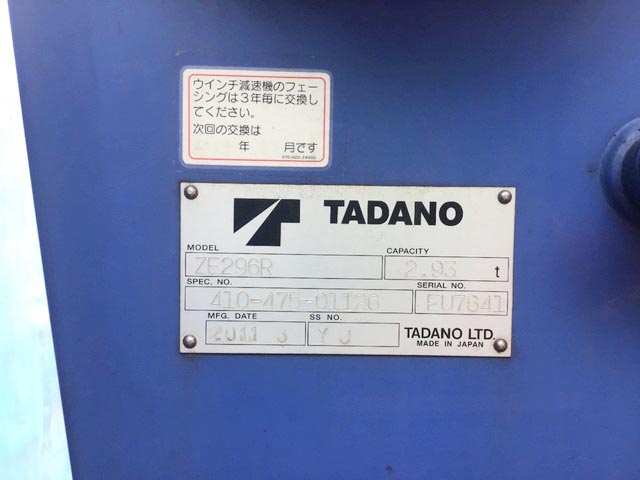 ウインチ減速機のフェー
シングは3年毎に交換し
てください。
次回の交換は
年 月です
TADANO
MODEL CAPACITY
ZE296R 2.93 t
SPEC. NO. SERIAL NO.
410-475-01126 FU7641
MFG. DATE SS NO.
2011 3 Y J TADANO LTD.
MADE IN JAPAN